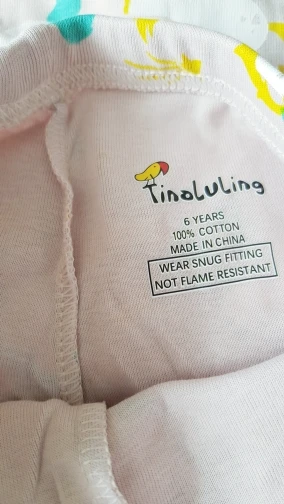 Tinoluling
6 YEARS
100% COTTON
MADE IN CHINA
WEAR SNUG FITTING
NOT FLAME RESISTANT